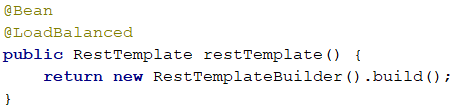 @Bean
@LoadBalanced
public RestTemplate restTemplate() {
    return new RestTemplateBuilder().build();
}